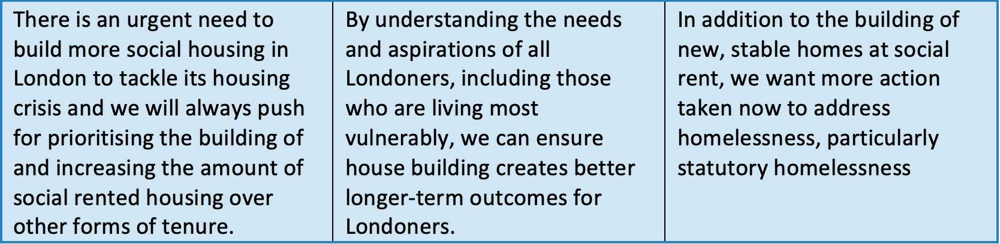 There is an urgent need to
build more social housing in
London to tackle its housing
crisis and we will always push
for prioritising the building of
and increasing the amount of
social rented housing over
other forms of tenure.
By understanding the needs
and aspirations of all
Londoners, including those
who are living most
vulnerably, we can ensure
house building creates better
longer-term outcomes for
Londoners.
In addition to the building of
new, stable homes at social
rent, we want more action
taken now to address
homelessness, particularly
statutory homelessness